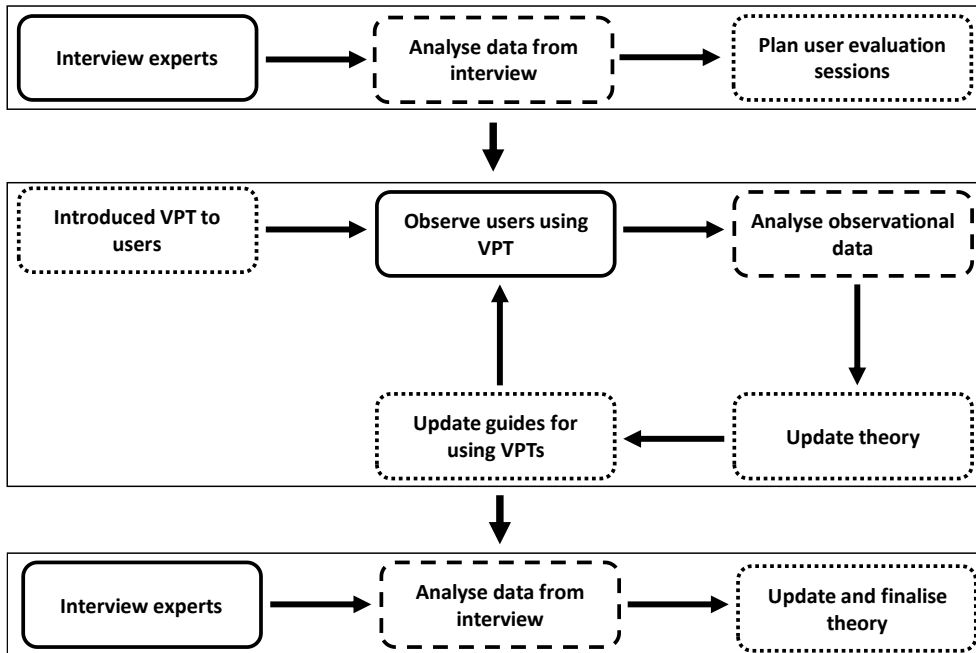 Interview experts
Analyse data from
interview
Plan user evaluation
sessions
Introduced VPT to
users
Observe users using
VPT
Analyse observational
data
Update guides for
using VPTs
Update theory
Interview experts
Analyse data from
interview
Update and finalise
theory